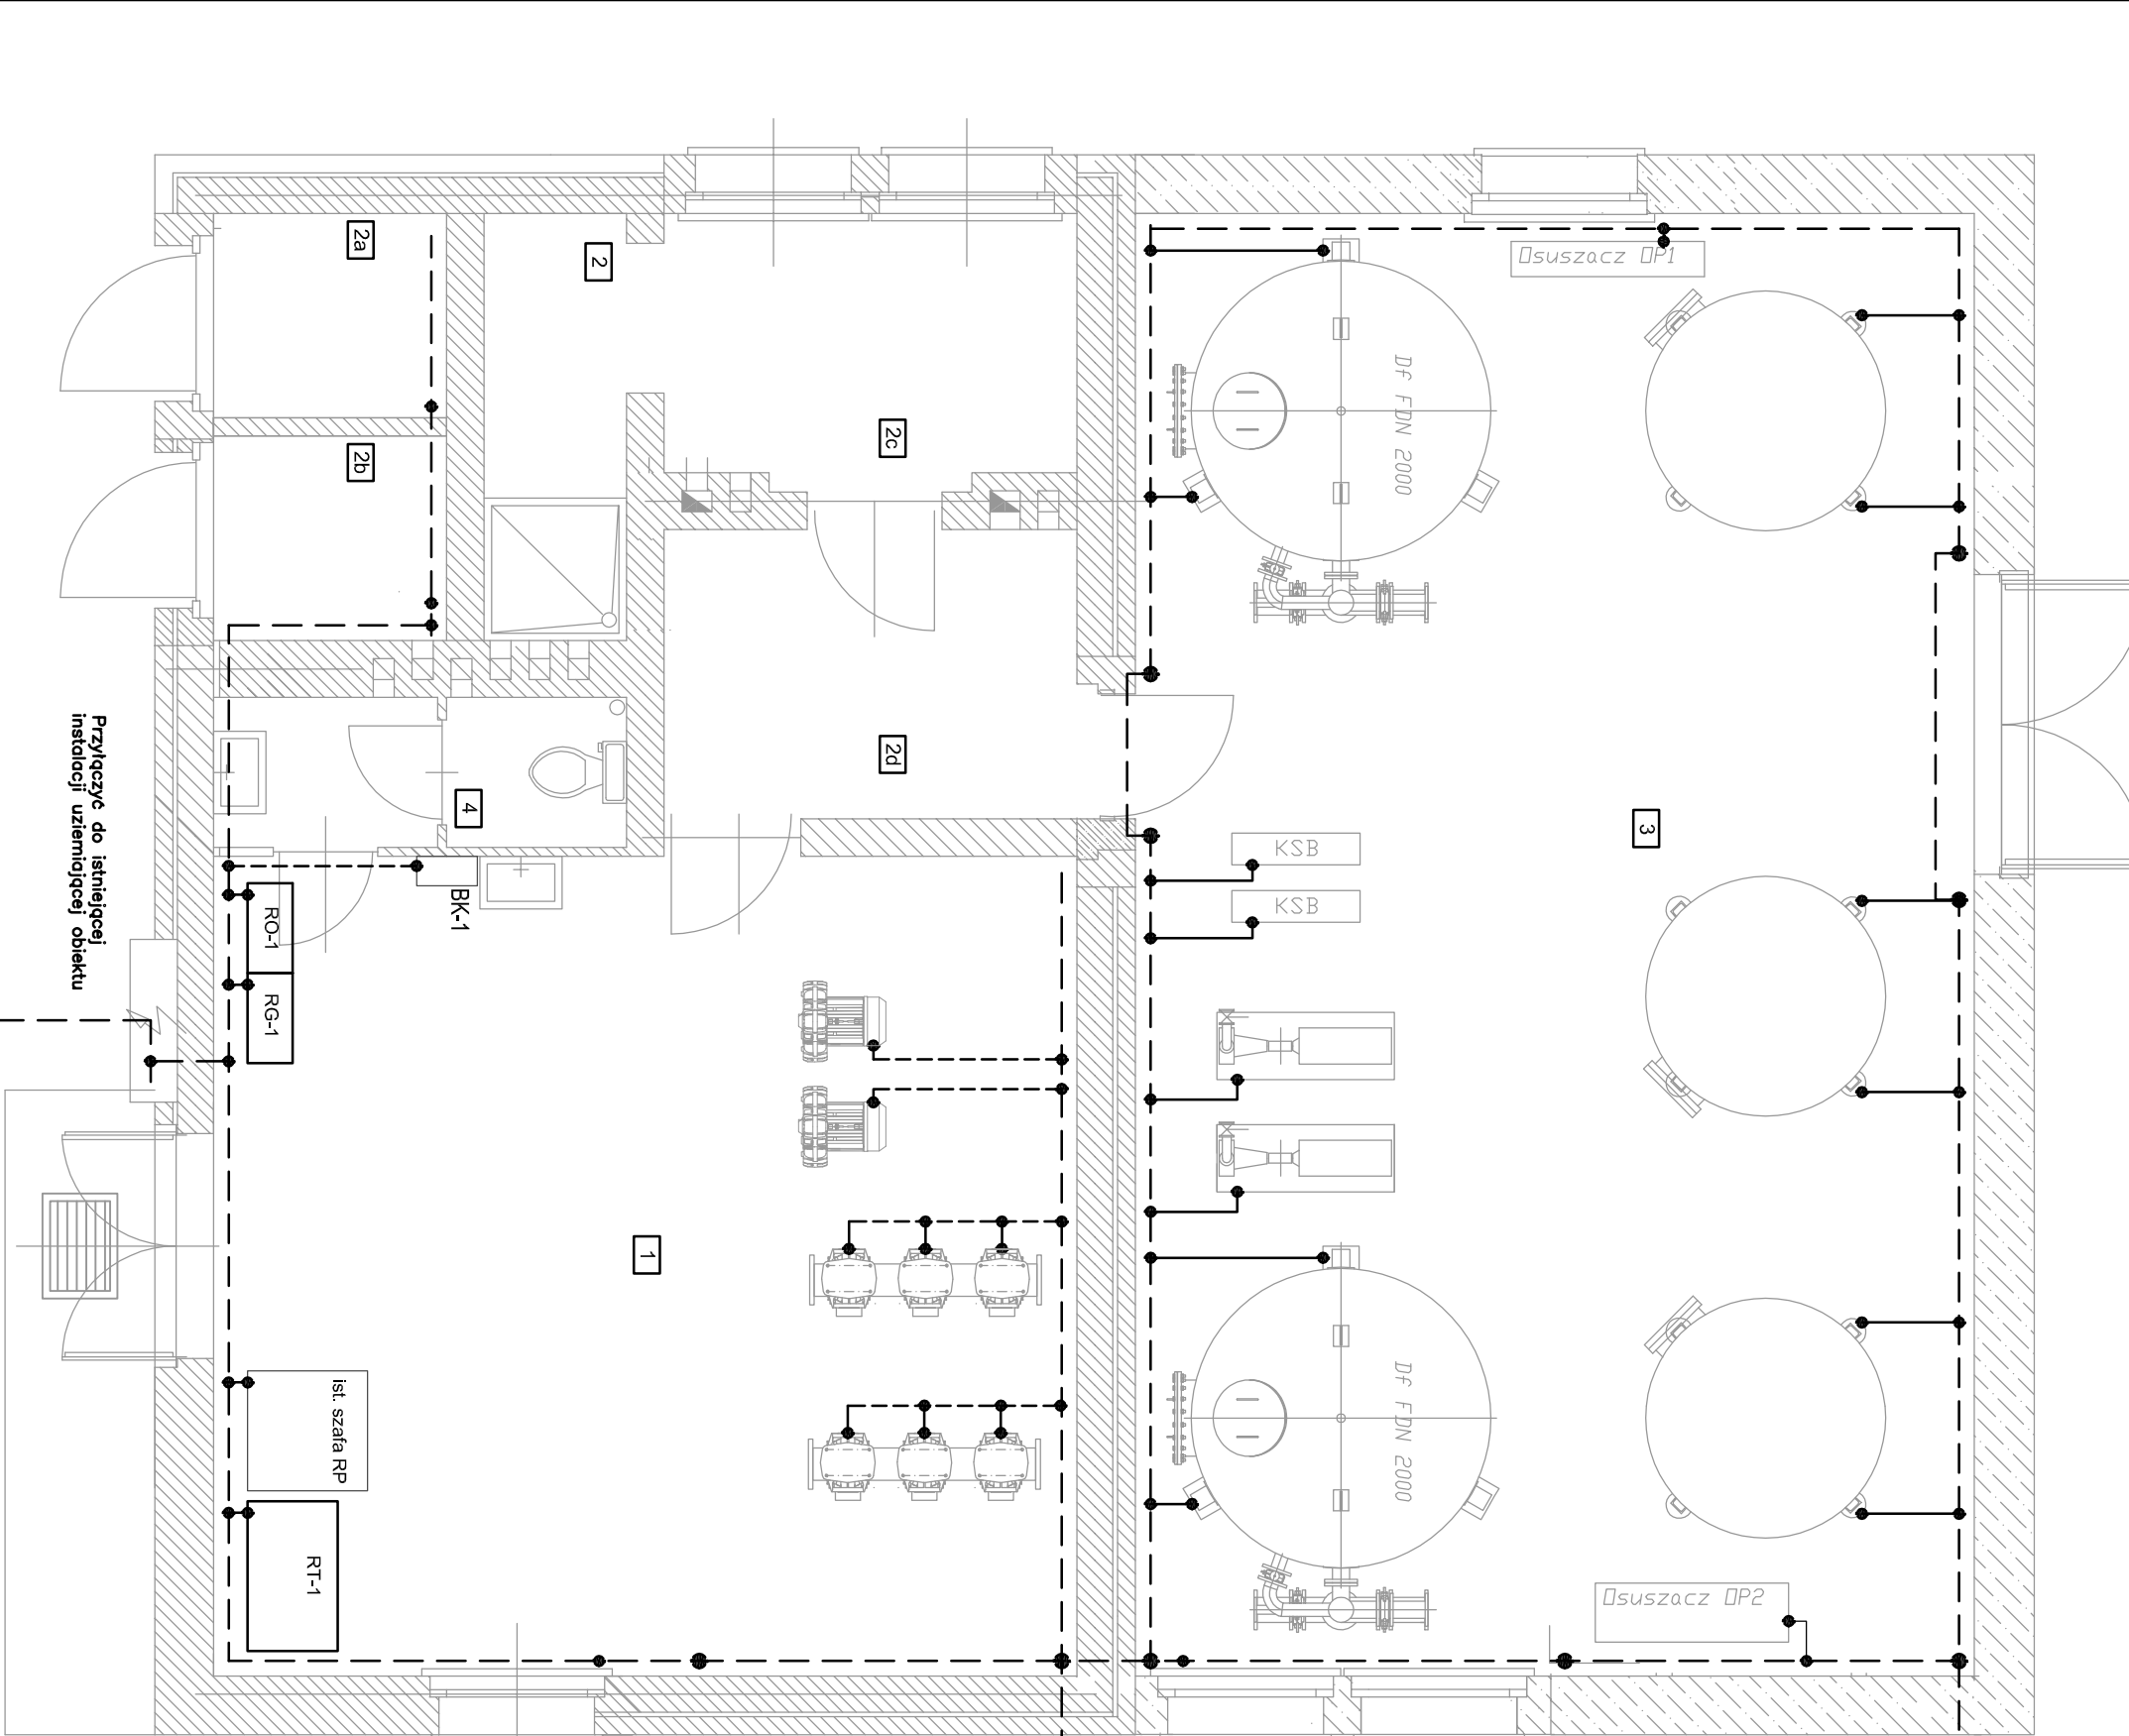 2a
2
Osuszacz OP1
2c
DF FDN 2000
2b
2d
4
3
KSB
KSB
Przyłączyć do istniejącej
instalacji uziemiającej obiektu
BK-1
RO-1
RG-1
1
ist. szafa RP
DF FDN 2000
RT-1
Osuszacz OP2